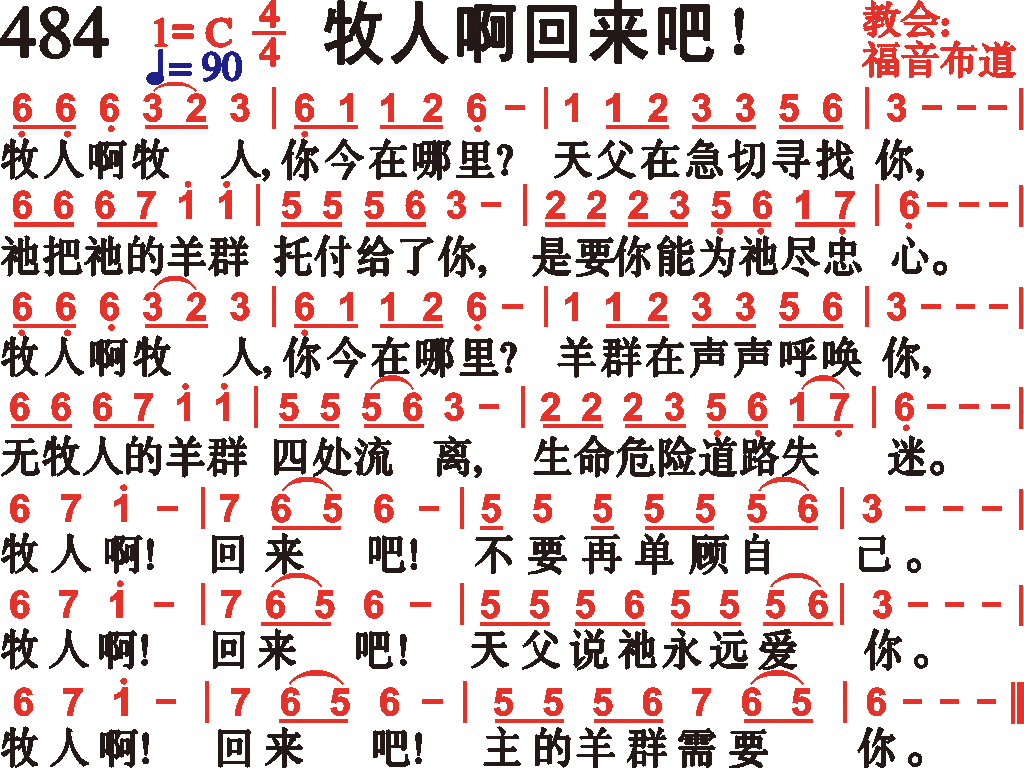 484 1=C 4/4 牧人啊回来吧! 教会:
♩=90 福音布道
6̣ 6̣ 6̣ 3 2 3 | 6̣ 1 1 2 6̣ – | 1 1 2 3 3 5 6 | 3 – – – |
牧人啊牧 人,你今在哪里? 天父在急切寻找 你,
6 6 6 7 1̇ 1̇ | 5 5 5 6 3 – | 2 2 2 3 5̣ 6̣ 1 7̣ | 6̣ – – – |
祂把祂的羊群 托付给了你, 是要你能为祂尽忠 心。
6̣ 6̣ 6̣ 3 2 3 | 6̣ 1 1 2 6̣ – | 1 1 2 3 3 5 6 | 3 – – – |
牧人啊牧 人,你今在哪里? 羊群在声声呼唤 你,
6 6 6 7 1̇ 1̇ | 5 5 5 6 3 – | 2 2 2 3 5̣ 6̣ 1 7̣ | 6̣ – – – |
无牧人的羊群 四处流 离, 生命危险道路失 迷。
6 7 1̇ – | 7 6 5 6 – | 5 5 5 5 5 5 6 | 3 – – – |
牧人啊! 回来 吧! 不要再单顾自 己。
6 7 1̇ – | 7 6 5 6 – | 5 5 5 6 5 5 5 6 | 3 – – – |
牧人啊! 回来 吧! 天父说祂永远爱 你。
6 7 1̇ – | 7 6 5 6 – | 5 5 5 6 7 6 5 | 6 – – – ‖
牧人啊! 回来 吧! 主的羊群需要 你。